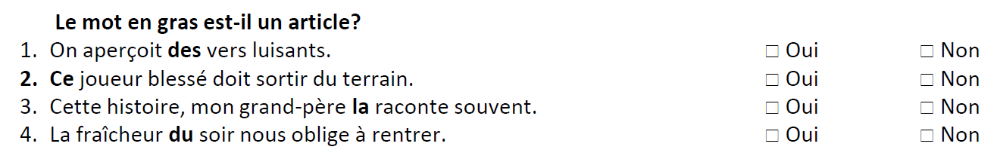 Le mot en gras est-il un article?
1. On aperçoit des vers luisants. □ Oui □ Non
2. Ce joueur blessé doit sortir du terrain. □ Oui □ Non
3. Cette histoire, mon grand-père la raconte souvent. □ Oui □ Non
4. La fraîcheur du soir nous oblige à rentrer. □ Oui □ Non